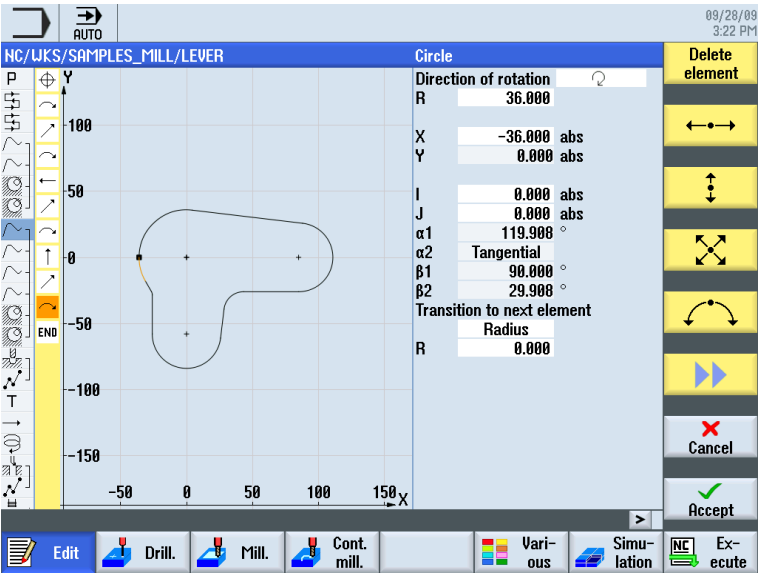 AUTO
09/28/09
3:22 PM
NC/WKS/SAMPLES_MILL/LEVER
Circle
Delete
element
P
Y
100
50
0
-50
-100
-150
-50 0 50 100 150 X
END
T
Direction of rotation
R 36.000
X -36.000 abs
Y 0.000 abs
I 0.000 abs
J 0.000 abs
α1 119.908 °
α2 Tangential
β1 90.000 °
β2 29.908 °
Transition to next element
Radius
R 0.000
Cancel
Accept
>
Edit
Drill.
Mill.
Cont.
mill.
Vari-
ous
Simu-
lation
NC
Ex-
ecute